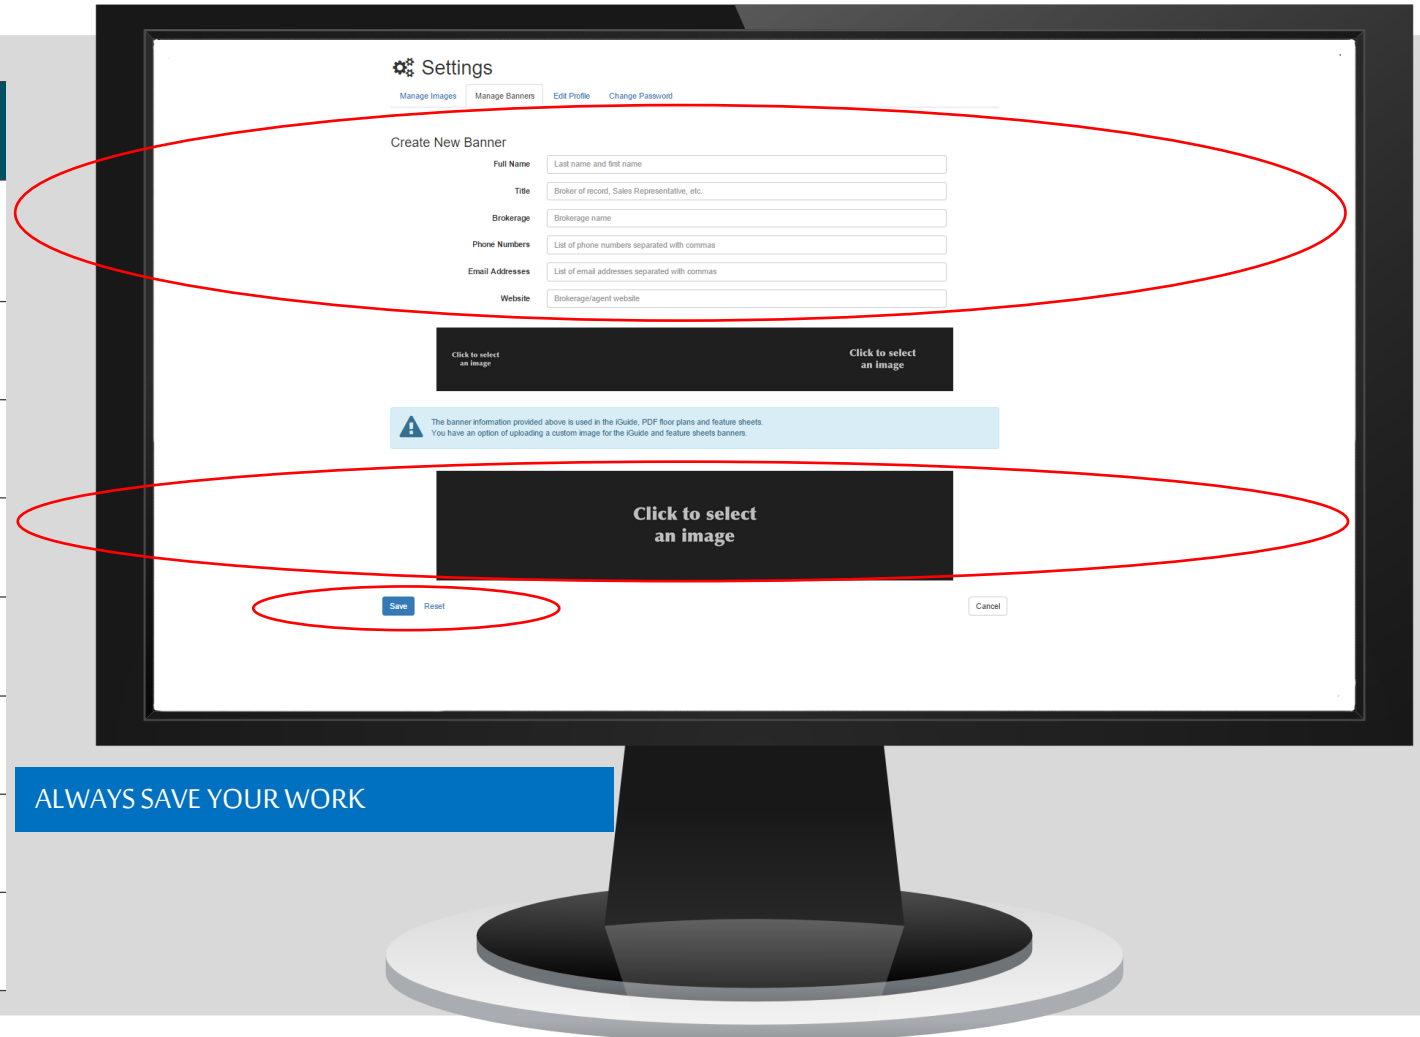 Settings
Manage Images Manage Banners Edit Profile Change Password
Create New Banner
Full Name Last name and first name
Title Broker of record, Sales Representative, etc.
Brokerage Brokerage name
Phone Numbers List of phone numbers separated with commas
Email Addresses List of email addresses separated with commas
Website Brokerage/agent website
Click to select
an image
Click to select
an image
The banner information provided above is used in the iGuide, PDF floor plans and feature sheets.
You have an option of uploading a custom image for the iGuide and feature sheets banners.
Click to select
an image
Save Reset Cancel
ALWAYS SAVE YOUR WORK